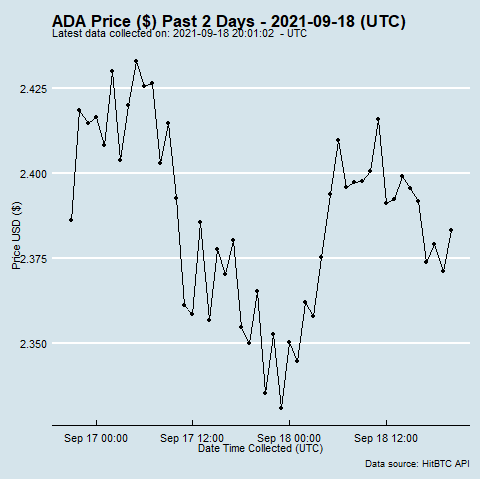 ADA Price ($) Past 2 Days - 2021-09-18 (UTC)
Latest data collected on: 2021-09-18 20:01:02  - UTC
2.425
2.400
2.375
2.350
Price USD ($)
Sep 17 00:00 Sep 17 12:00 Sep 18 00:00 Sep 18 12:00
Date Time Collected (UTC)
Data source: HitBTC API